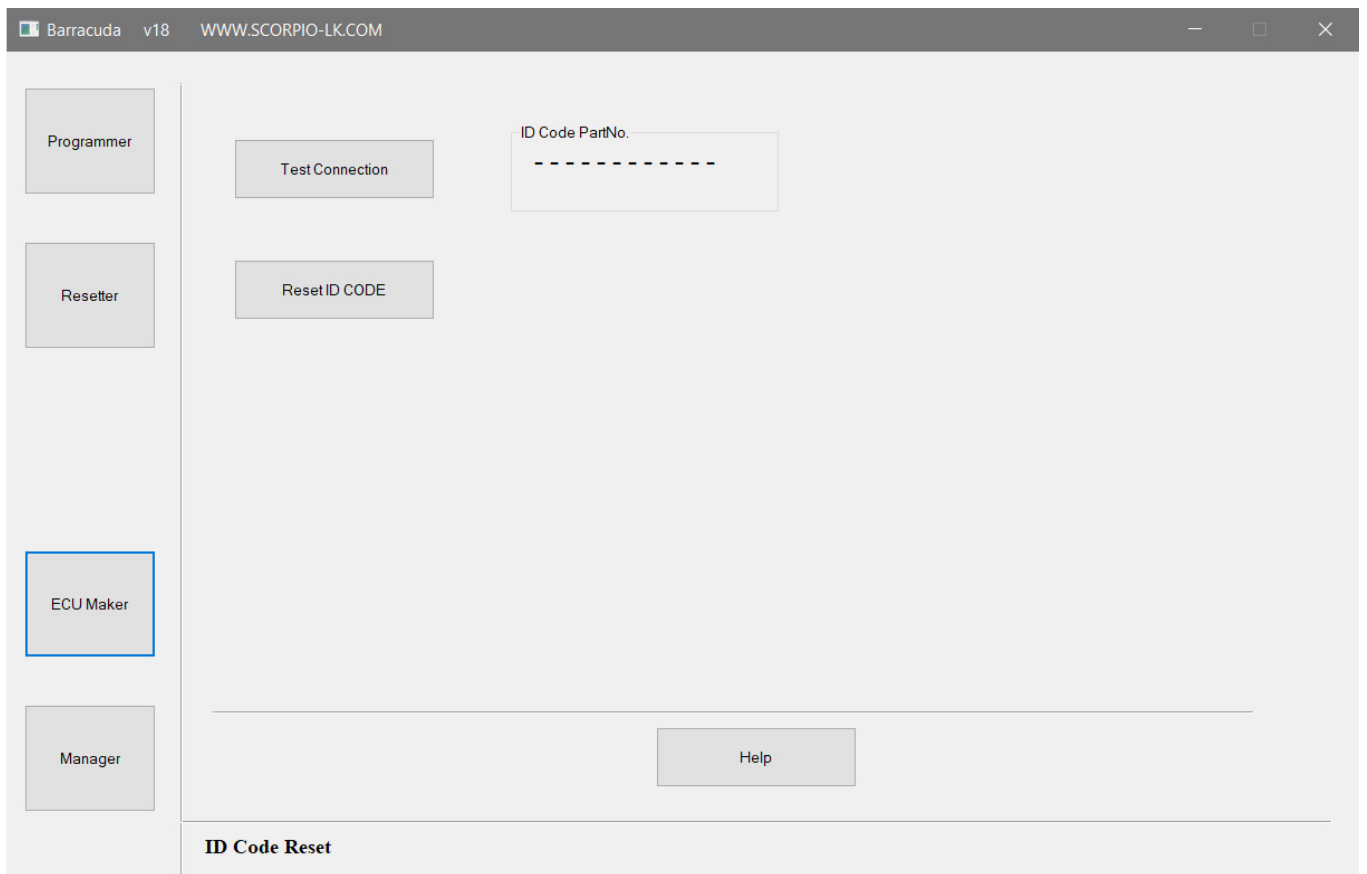 Barracuda v18 WWW.SCORPIO-LK.COM
Programmer
Resetter
ECU Maker
Manager
Test Connection
Reset ID CODE
ID Code PartNo.
- - - - - - - - - - - -
Help
ID Code Reset